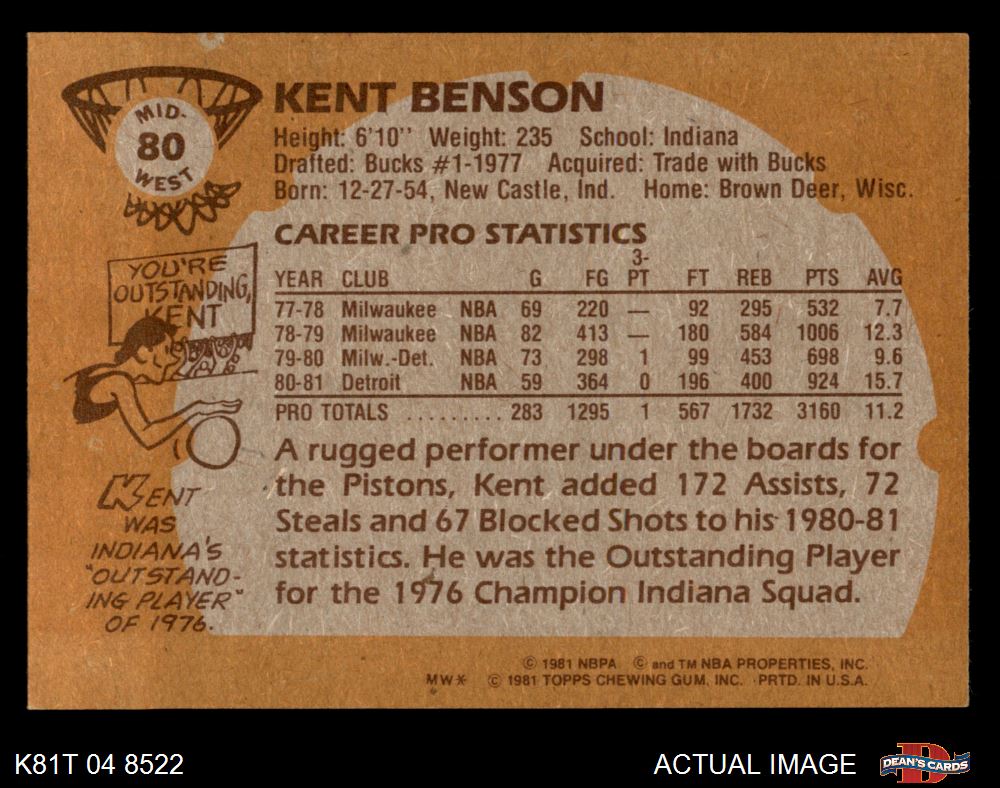 MID-
80
WEST
KENT BENSON
Height: 6'10'' Weight: 235 School: Indiana
Drafted: Bucks #1-1977 Acquired: Trade with Bucks
Born: 12-27-54, New Castle, Ind. Home: Brown Deer, Wisc.
CAREER PRO STATISTICS
YEAR CLUB G FG 3-PT FT REB PTS AVG
77-78 Milwaukee NBA 69 220 — 92 295 532 7.7
78-79 Milwaukee NBA 82 413 — 180 584 1006 12.3
79-80 Milw.-Det. NBA 73 298 1 99 453 698 9.6
80-81 Detroit NBA 59 364 0 196 400 924 15.7
PRO TOTALS ......... 283 1295 1 567 1732 3160 11.2
A rugged performer under the boards for
the Pistons, Kent added 172 Assists, 72
Steals and 67 Blocked Shots to his 1980-81
statistics. He was the Outstanding Player
for the 1976 Champion Indiana Squad.
YOU'RE
OUTSTANDING,
KENT
KENT
WAS
INDIANA'S
"OUTSTAND-
ING PLAYER"
OF 1976.
© 1981 NBPA © and TM NBA PROPERTIES, INC.
MW* © 1981 TOPPS CHEWING GUM, INC. PRTD. IN U.S.A.
K81T 04 8522
ACTUAL IMAGE
D
DEAN'S CARDS